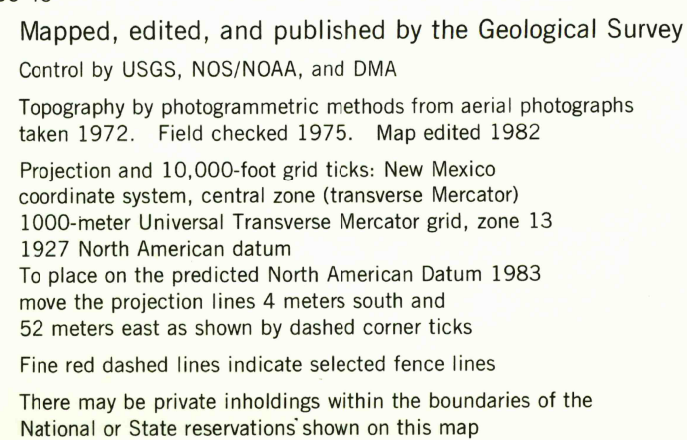 Mapped, edited, and published by the Geological Survey
Control by USGS, NOS/NOAA, and DMA
Topography by photogrammetric methods from aerial photographs
taken 1972. Field checked 1975. Map edited 1982
Projection and 10,000-foot grid ticks: New Mexico
coordinate system, central zone (transverse Mercator)
1000-meter Universal Transverse Mercator grid, zone 13
1927 North American datum
To place on the predicted North American Datum 1983
move the projection lines 4 meters south and
52 meters east as shown by dashed corner ticks
Fine red dashed lines indicate selected fence lines
There may be private inholdings within the boundaries of the
National or State reservations shown on this map